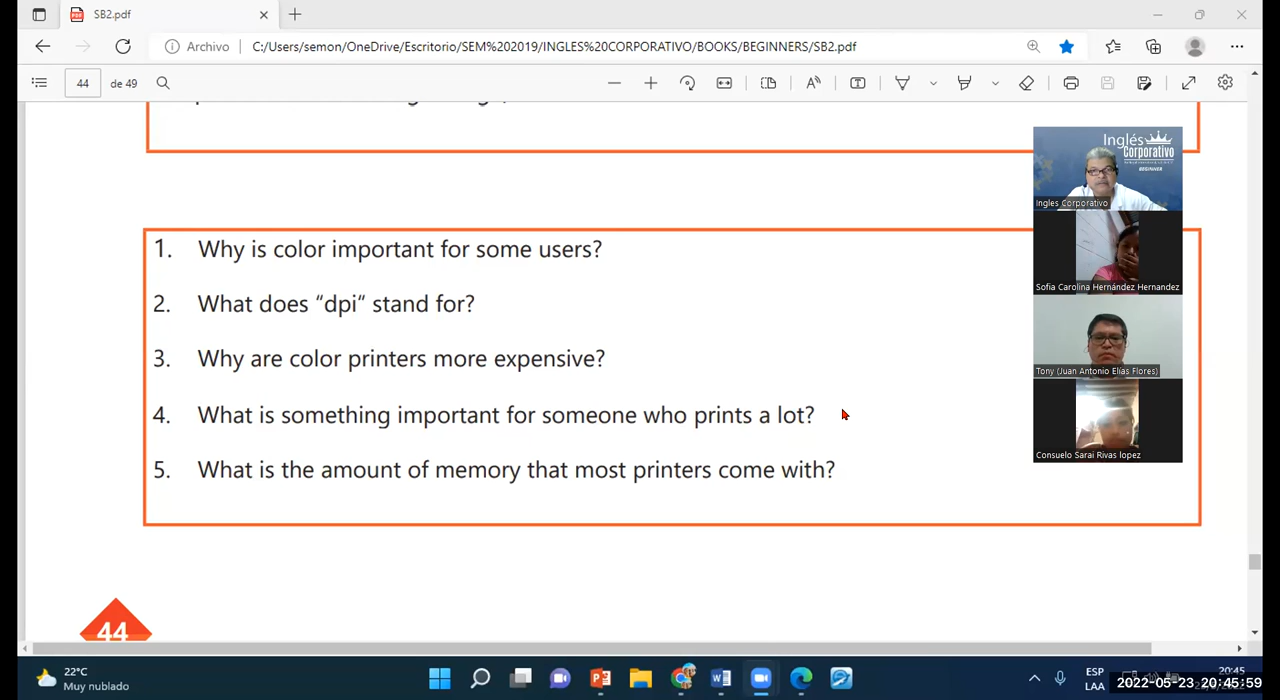 SB2.pdf
Archivo
C:/Users/semon/OneDrive/Escritorio/SEM%202019/INGLES%20CORPORATIVO/BOOKS/BEGINNERS/SB2.pdf
44 de 49
1. Why is color important for some users?
2. What does “dpi“ stand for?
3. Why are color printers more expensive?
4. What is something important for someone who prints a lot?
5. What is the amount of memory that most printers come with?
44
Inglés
Corporativo
BEGINNER
Ingles Corporativo
Sofia Carolina Hernández Hernandez
Tony (Juan Antonio Elías Flores)
Consuelo Sarai Rivas lopez
22°C
Muy nublado
ESP
LAA
20:45
2022-05-23 20:45:59